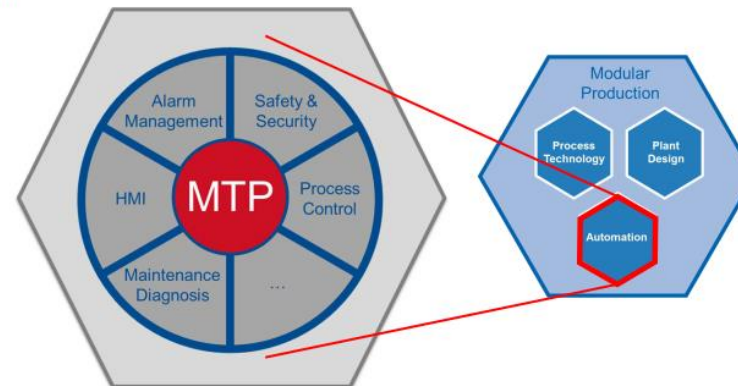 Alarm
Management
Safety &
Security
HMI
MTP
Process
Control
Maintenance
Diagnosis
...
Modular
Production
Process
Technology
Plant
Design
Automation